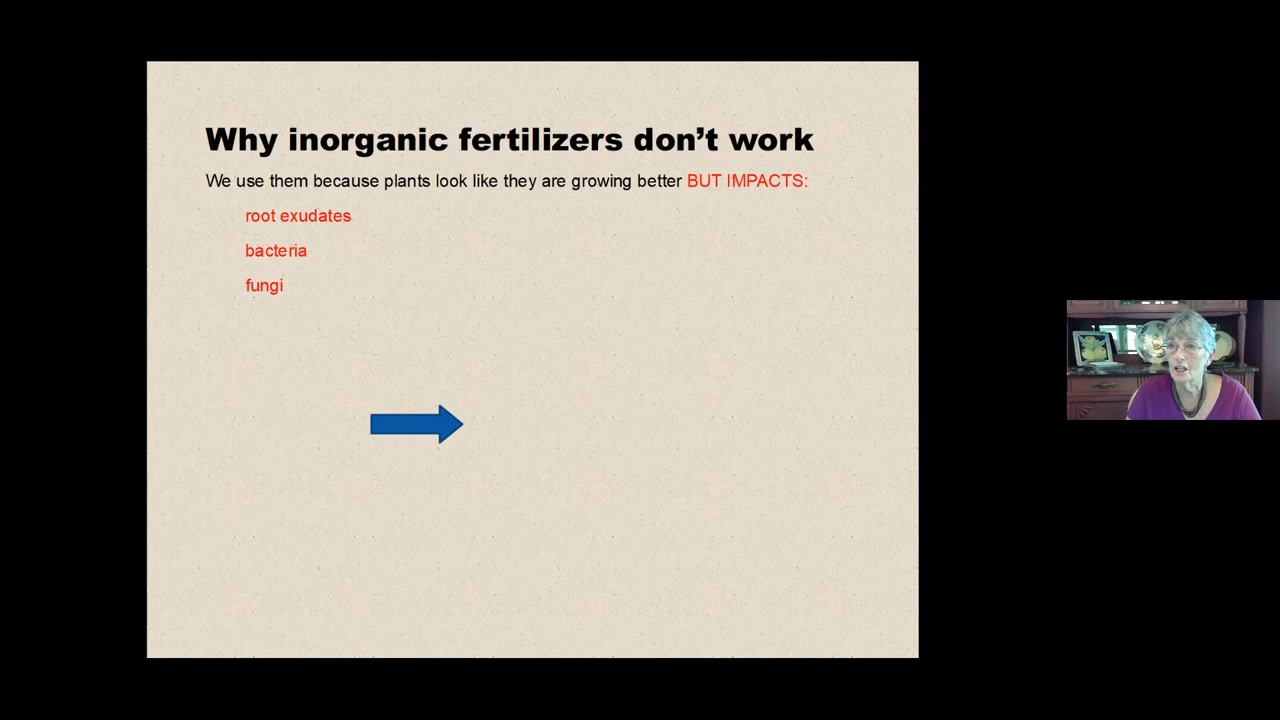 Why inorganic fertilizers don’t work
We use them because plants look like they are growing better BUT IMPACTS:
root exudates
bacteria
fungi